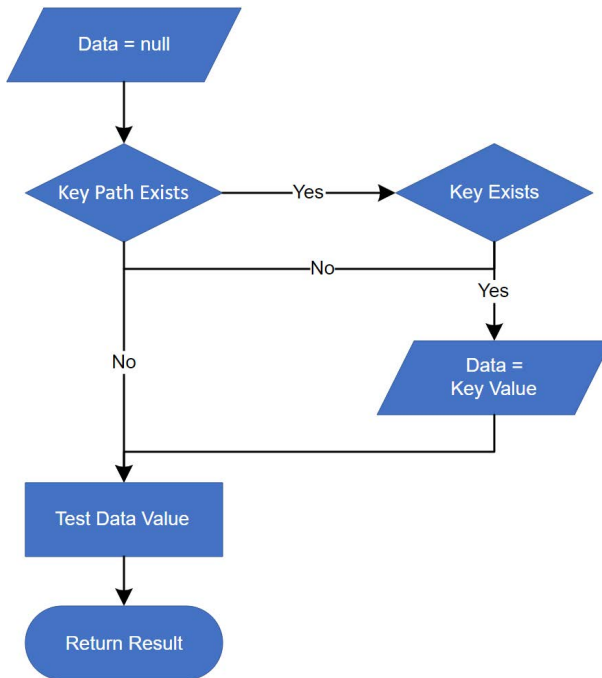 Data = null
Key Path Exists
Yes
Key Exists
No
Yes
No
Data =
Key Value
Test Data Value
Return Result